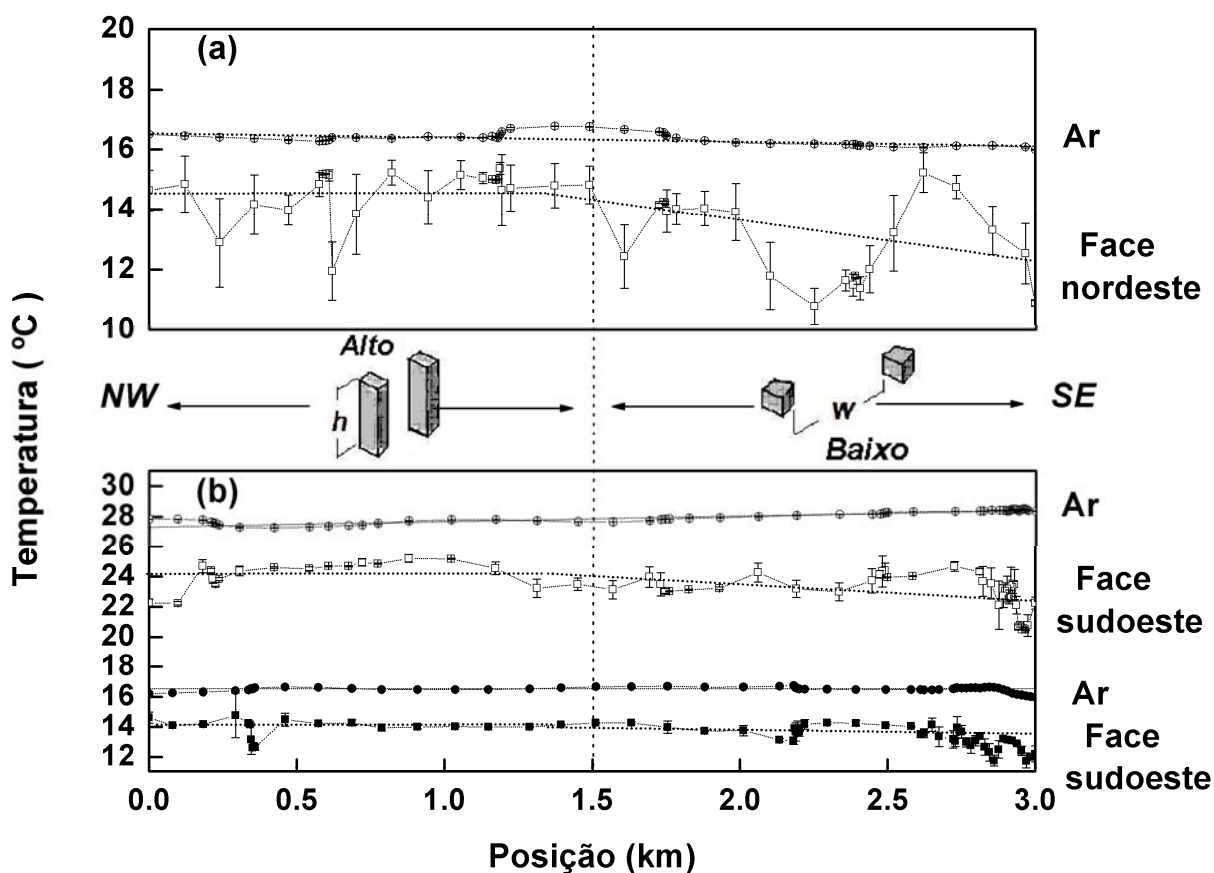 (a)
20
18
16
14
12
10
Ar
Face
nordeste
Temperatura ( ºC )
Alto
NW
h
w
SE
Baixo
(b)
30
28
26
24
22
20
18
16
14
12
Ar
Face
sudoeste
Ar
Face
sudoeste
0.0 0.5 1.0 1.5 2.0 2.5 3.0
Posição (km)